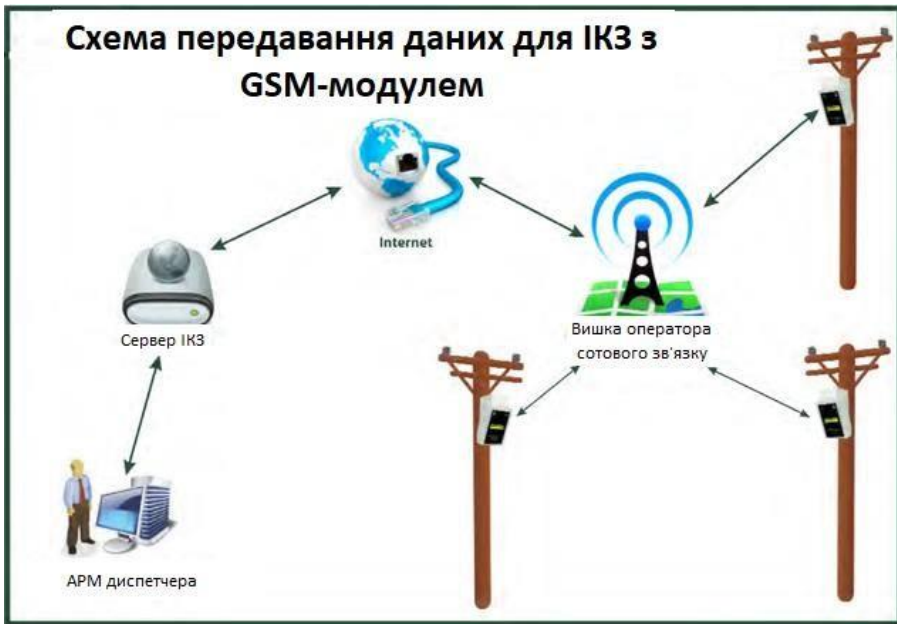 Схема передавання даних для ІКЗ з
GSM-модулем
Internet
Сервер ІКЗ
Вишка оператора
сотового зв'язку
АРМ диспетчера